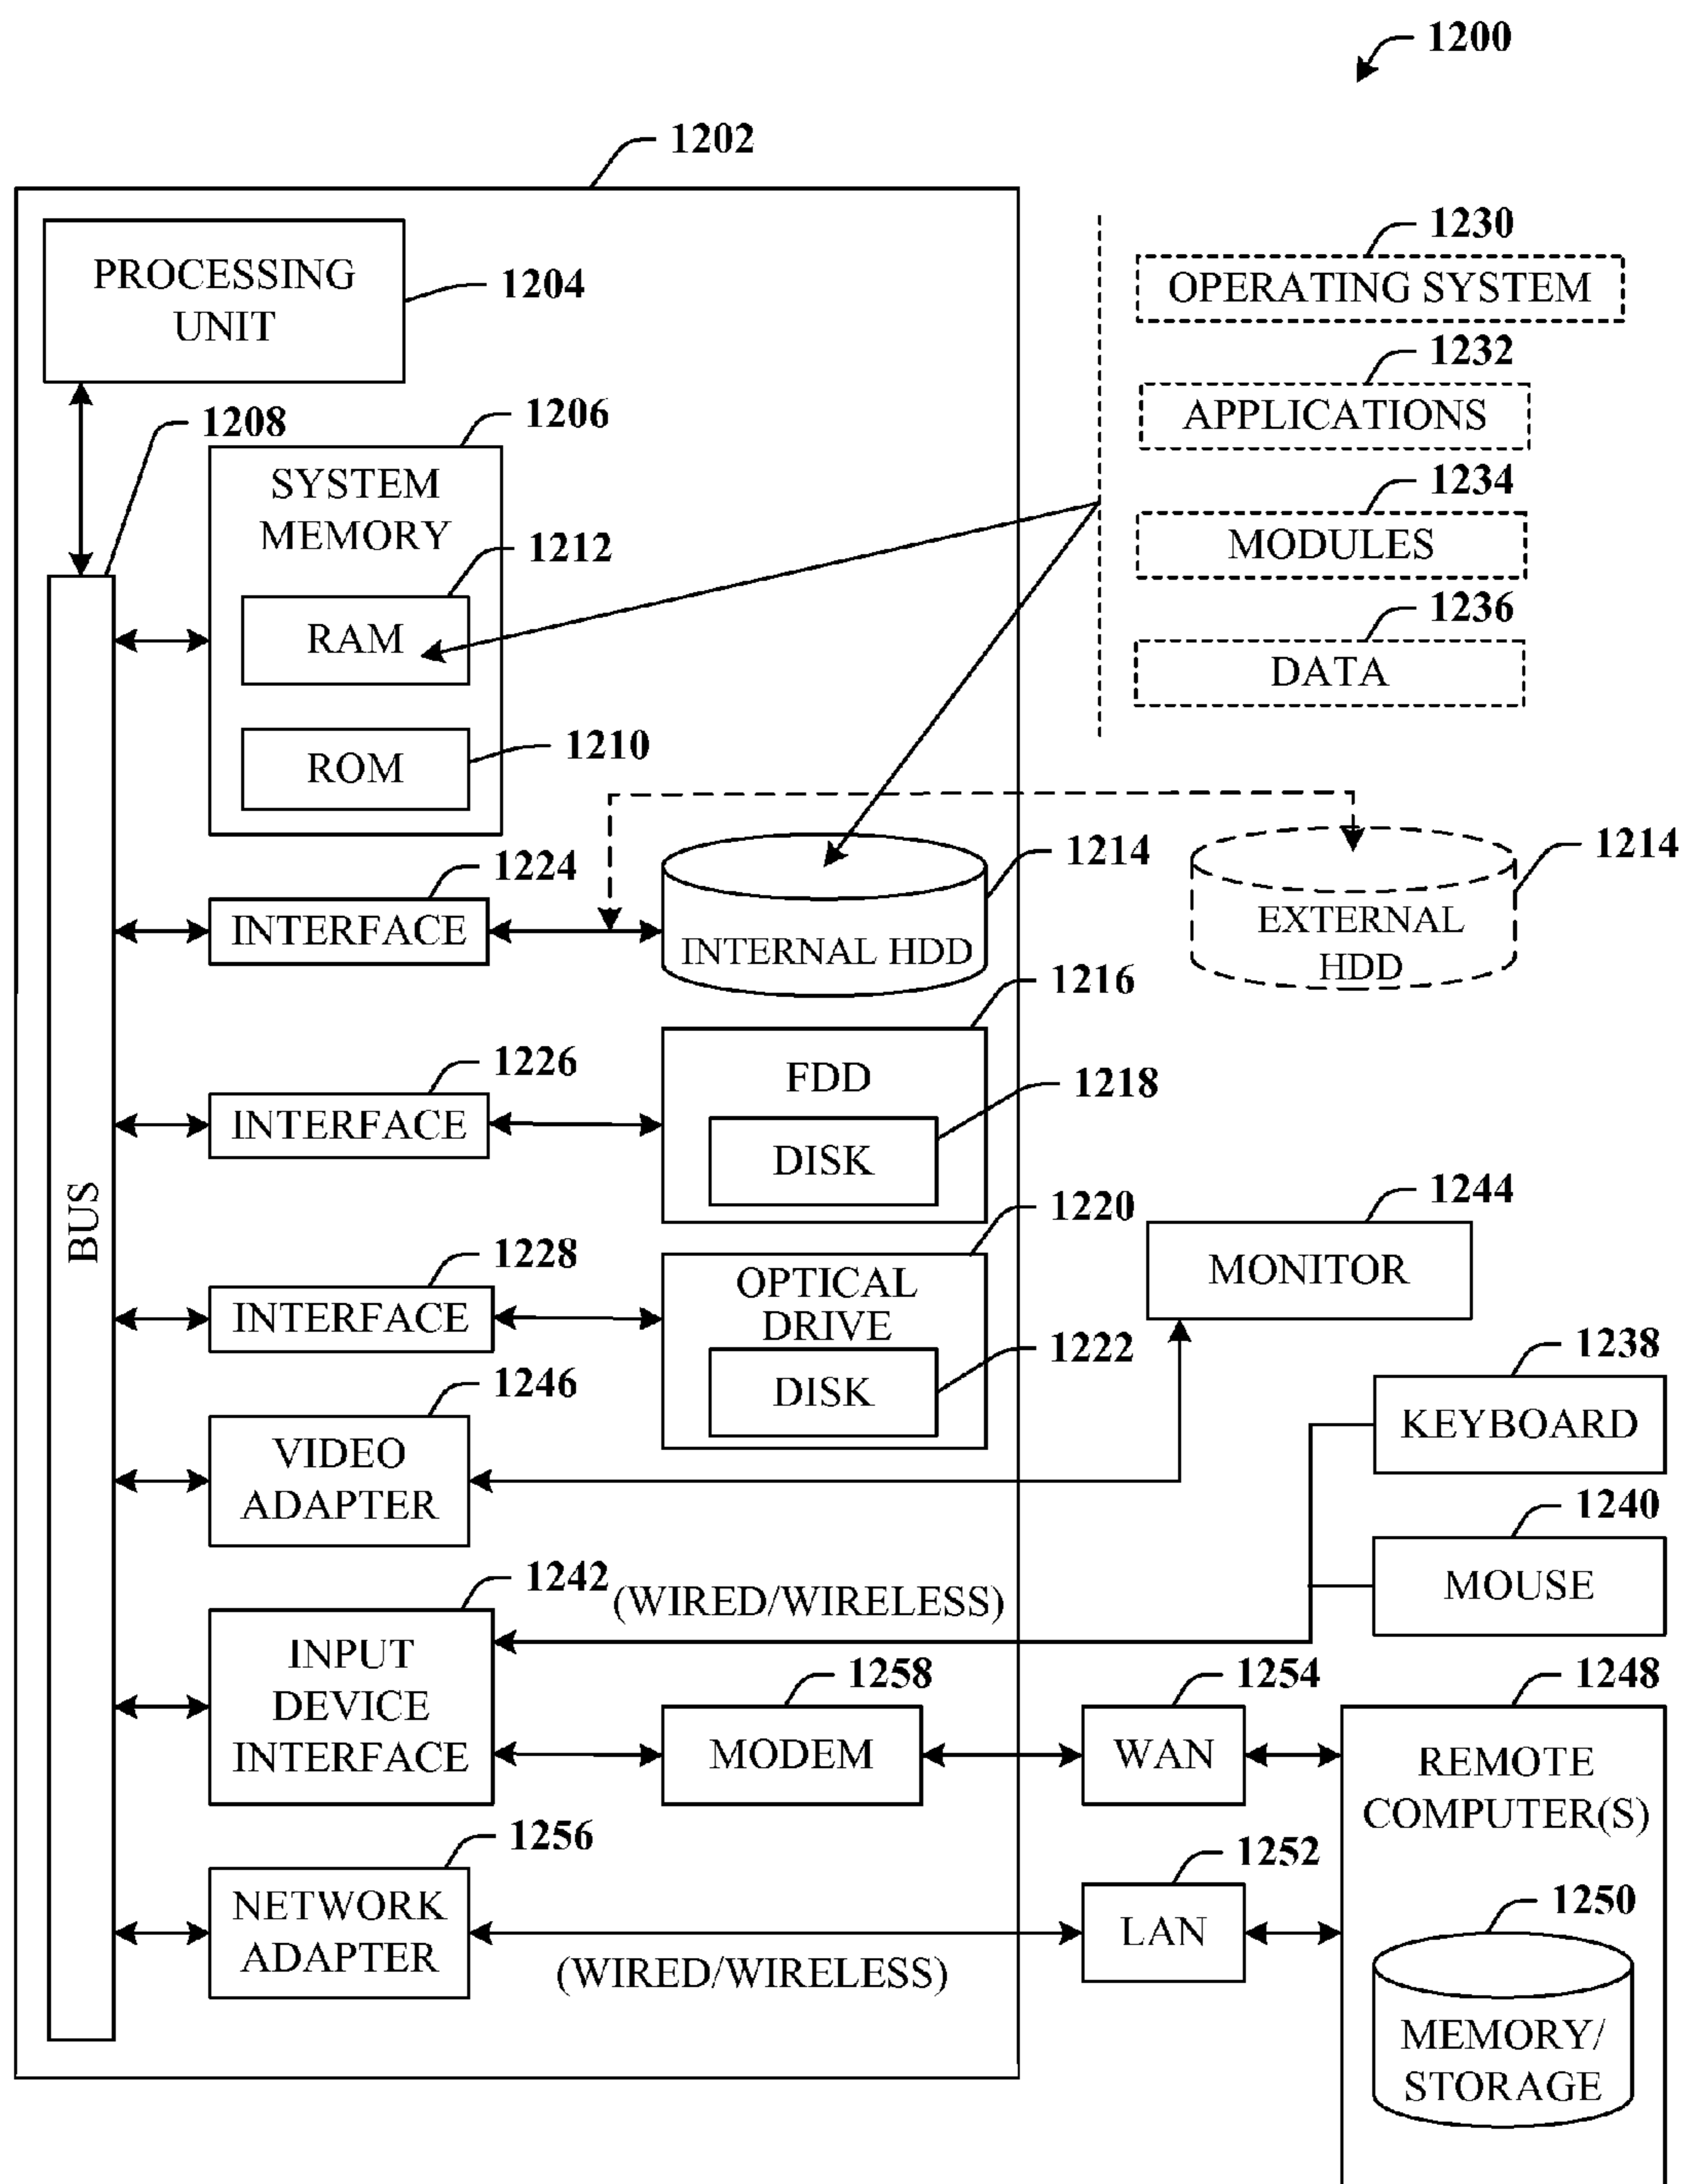 1200
1202
PROCESSING
UNIT
1204
1230
OPERATING SYSTEM
1232
APPLICATIONS
1234
MODULES
1236
DATA
1208
1206
SYSTEM
MEMORY
1212
RAM
1210
ROM
1224
INTERFACE
1214
INTERNAL HDD
1214
EXTERNAL
HDD
1216
FDD
1226
INTERFACE
1218
DISK
BUS
1220
OPTICAL
DRIVE
1228
INTERFACE
1222
DISK
1244
MONITOR
1246
VIDEO
ADAPTER
1238
KEYBOARD
1240
MOUSE
1242
(WIRED/WIRELESS)
INPUT
DEVICE
INTERFACE
1258
MODEM
1254
WAN
1248
REMOTE
COMPUTER(S)
1256
NETWORK
ADAPTER
(WIRED/WIRELESS)
1252
LAN
1250
MEMORY/
STORAGE